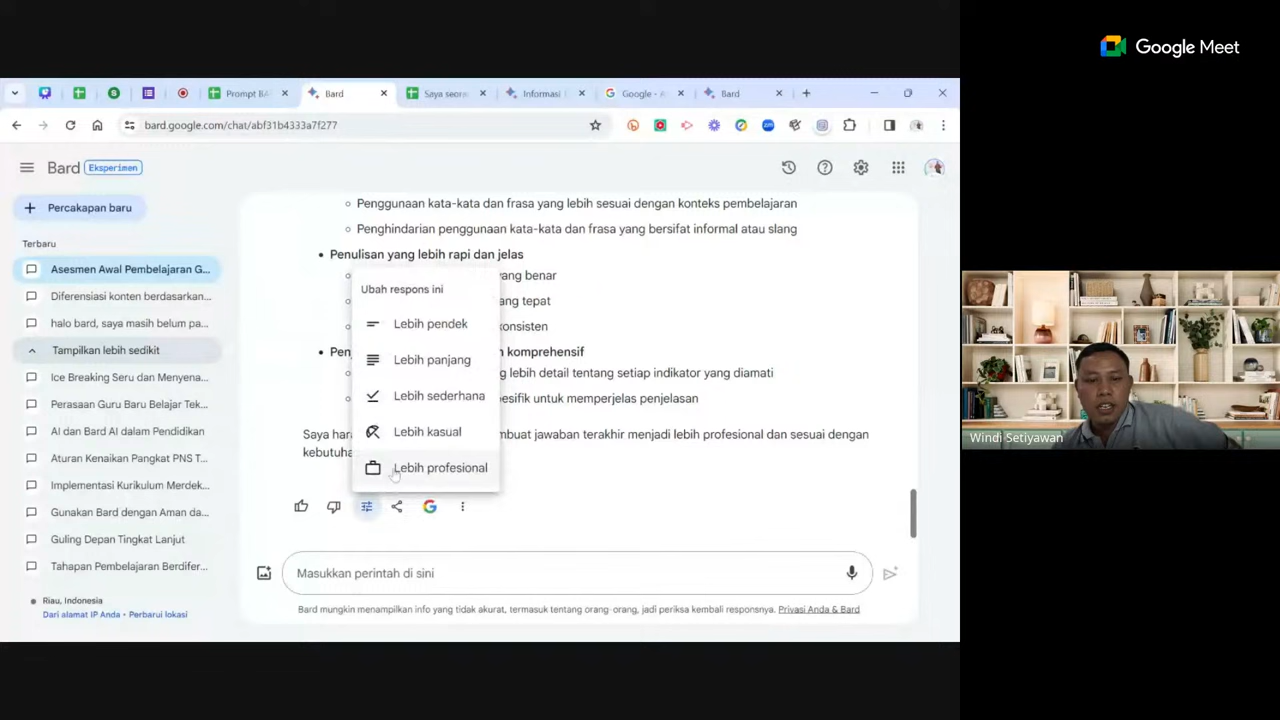 Google Meet
Prompt BA
Bard
Saya seora
Informasi
Google - A
Bard
bard.google.com/chat/abf31b4333a7f277
Bard Eksperimen
Percakapan baru
Terbaru
Asesmen Awal Pembelajaran G...
Diferensiasi konten berdasarkan...
halo bard, saya masih belum pa...
Tampilkan lebih sedikit
Ice Breaking Seru dan Menyena...
Perasaan Guru Baru Belajar Tek...
AI dan Bard AI dalam Pendidikan
Aturan Kenaikan Pangkat PNS T...
Implementasi Kurikulum Merdek...
Gunakan Bard dengan Aman da...
Guling Depan Tingkat Lanjut
Tahapan Pembelajaran Berdifer...
Riau, Indonesia
Dari alamat IP Anda • Perbarui lokasi
Penggunaan kata-kata dan frasa yang lebih sesuai dengan konteks pembelajaran
Penghindarian penggunaan kata-kata dan frasa yang bersifat informal atau slang
Penulisan yang lebih rapi dan jelas
yang benar
ang tepat
konsisten
Pen
komprehensif
lebih detail tentang setiap indikator yang diamati
esifik untuk memperjelas penjelasan
Saya hara
mbuat jawaban terakhir menjadi lebih profesional dan sesuai dengan
kebutuha
Ubah respons ini
Lebih pendek
Lebih panjang
Lebih sederhana
Lebih kasual
Lebih profesional
Masukkan perintah di sini
Bard mungkin menampilkan info yang tidak akurat, termasuk tentang orang-orang, jadi periksa kembali responsnya. Privasi Anda & Bard
Windi Setiyawan